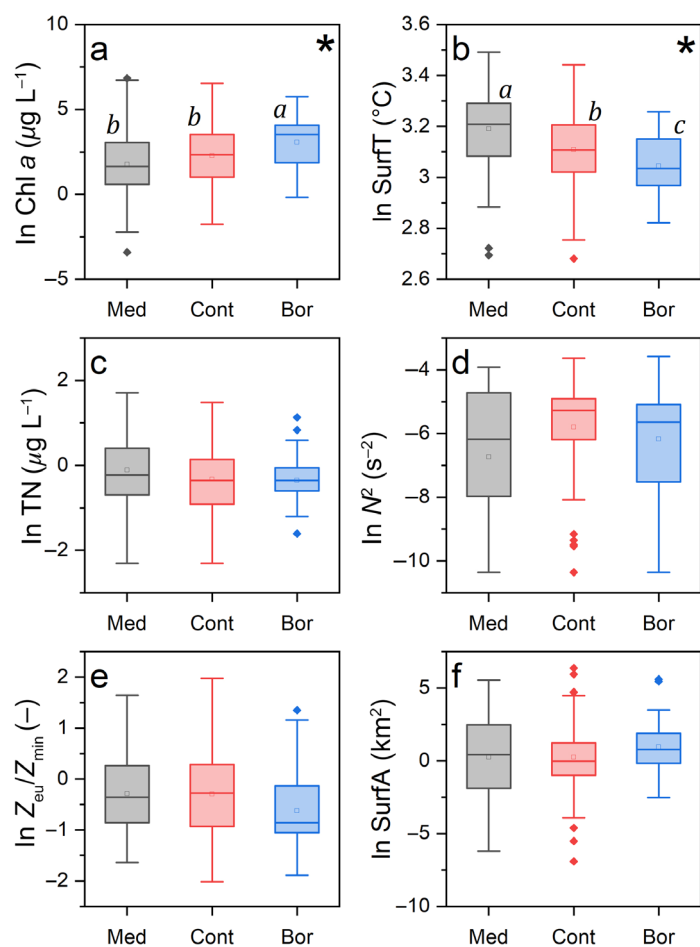 a
*
10
5
0
−5
ln Chl a (µg L⁻¹)
b
b
a
Med Cont Bor
b
*
3.6
3.4
3.2
3.0
2.8
2.6
ln SurfT (°C)
a
b
c
Med Cont Bor
c
2
−0
−2
ln TN (µg L⁻¹)
Med Cont Bor
d
−4
−6
−8
−10
ln N² (s⁻²)
Med Cont Bor
e
2
1
−0
−1
−2
ln Zeu/Zmin (–)
Med Cont Bor
f
5
0
−5
−10
ln SurfA (km²)
Med Cont Bor